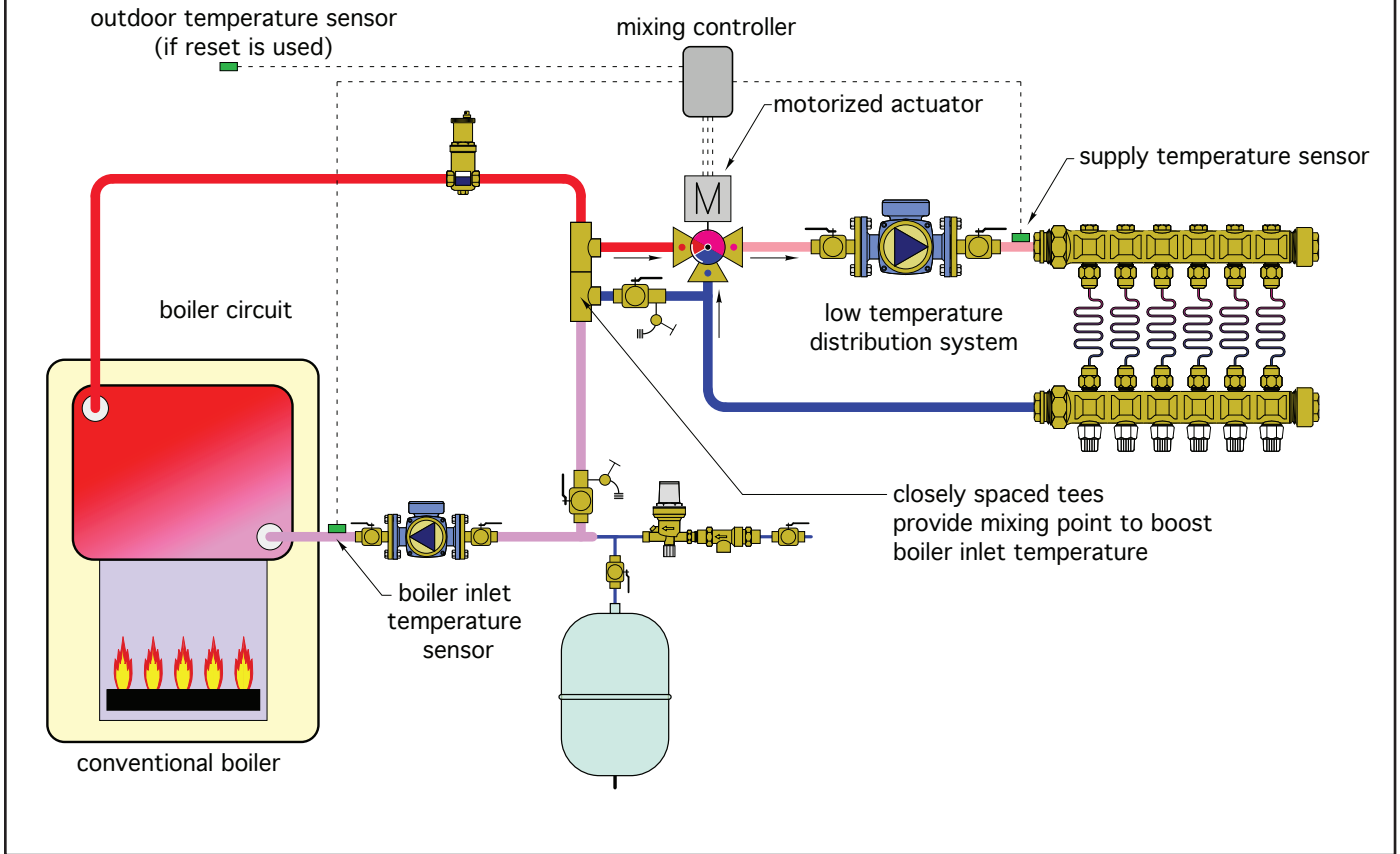 outdoor temperature sensor
(if reset is used)
mixing controller
motorized actuator
supply temperature sensor
M
boiler circuit
low temperature
distribution system
closely spaced tees
provide mixing point to boost
boiler inlet temperature
boiler inlet
temperature
sensor
conventional boiler